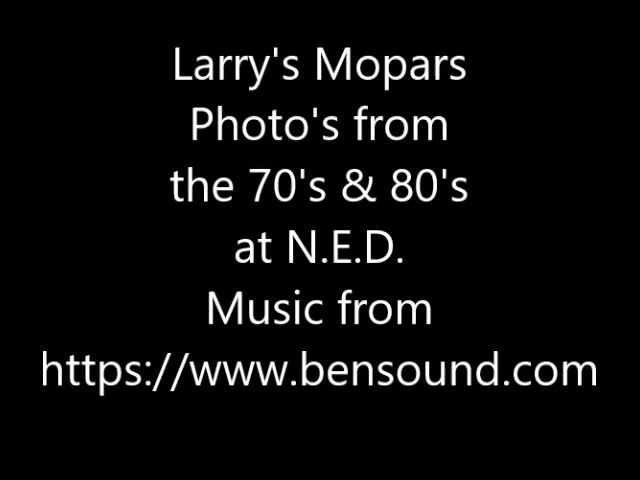 Larry's Mopars
Photo's from
the 70's & 80's
at N.E.D.
Music from
https://www.bensound.com